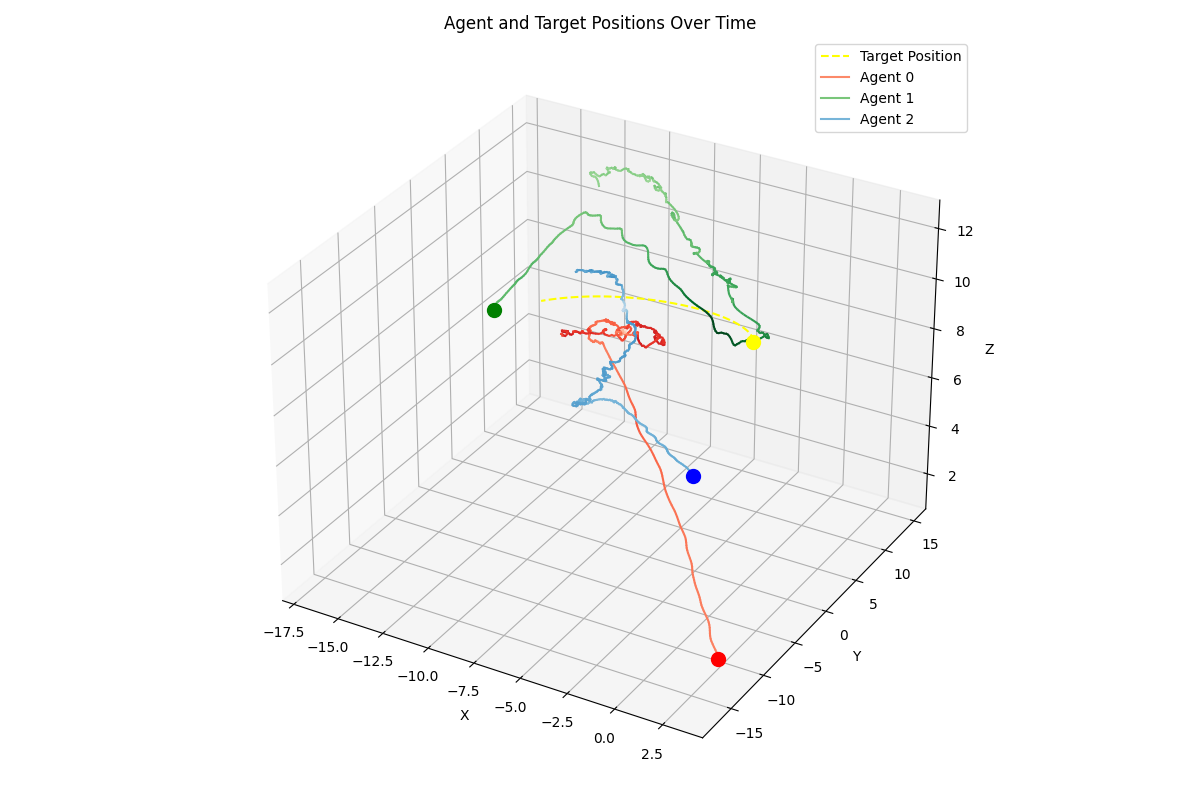 Agent and Target Positions Over Time
Target Position
Agent 0
Agent 1
Agent 2
12
10
8
6
4
2
Z
15
10
5
0
−5
−10
−15
Y
−17.5
−15.0
−12.5
−10.0
−7.5
−5.0
−2.5
0.0
2.5
X